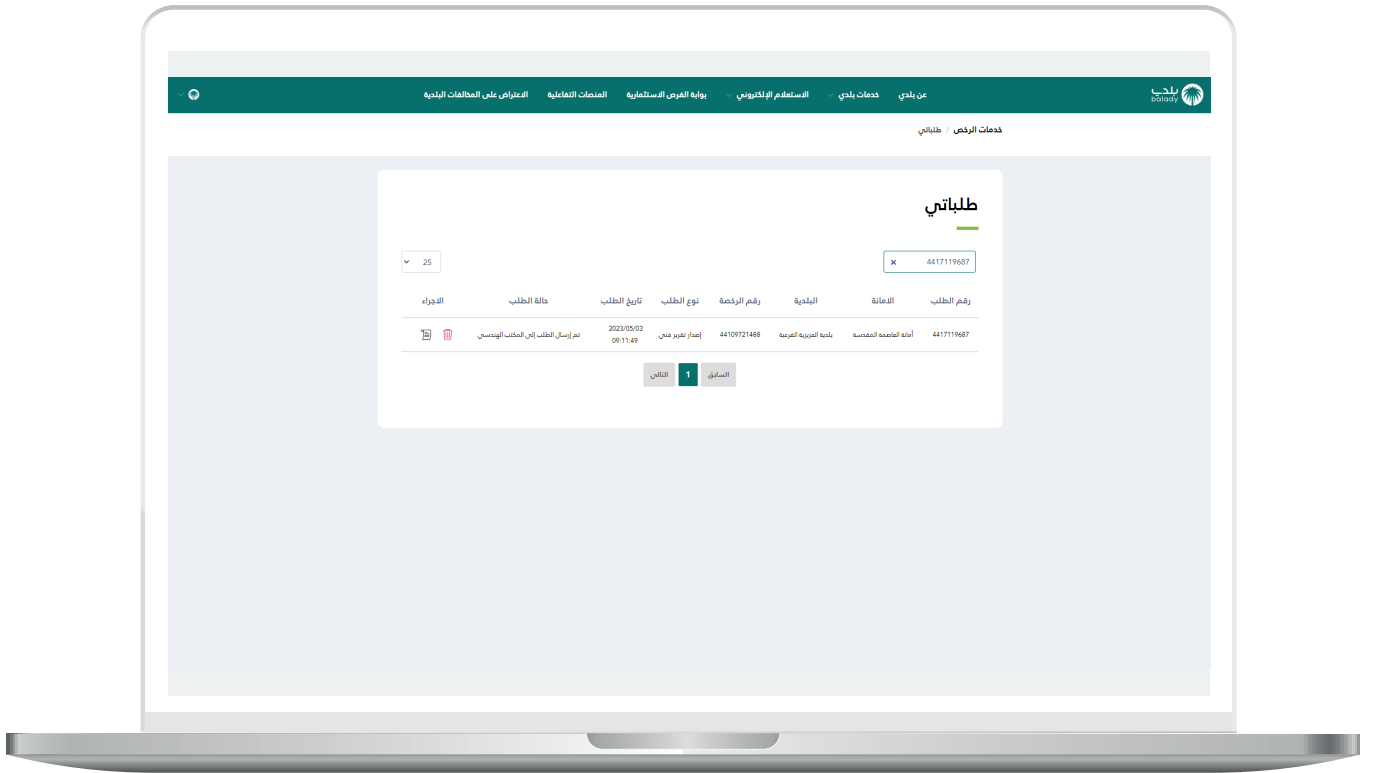 بلدي
balady
عن بلدي خدمات بلدي الاستعلام الإلكتروني بوابة الفرص الاستثمارية المنصات التفاعلية الاعتراض على المخالفات البلدية
خدمات الرخص / طلباتي
طلباتي
4417119687 × 25
رقم الطلب الامانة البلدية رقم الرخصة نوع الطلب تاريخ الطلب حالة الطلب الاجراء
4417119687 أمانة العاصمة المقدسة بلدية العزيزية الفرعية 44109721488 إصدار تقرير فني 2023/05/03 تم إرسال الطلب إلى المكتب الهندسي
09:11:49
السابق 1 التالي